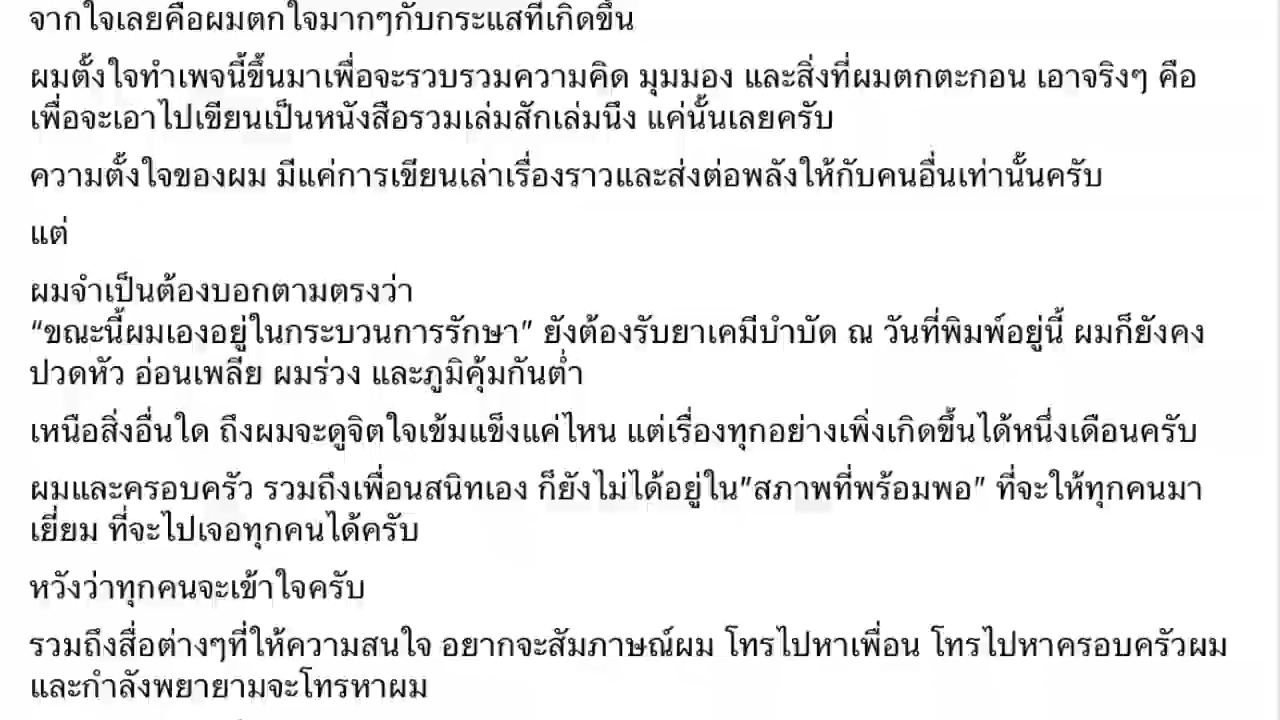 จากใจเลยคือผมตกใจมากๆกับกระแสที่เกิดขึ้น
ผมตั้งใจทำเพจนี้ขึ้นมาเพื่อจะรวบรวมความคิด มุมมอง และสิ่งที่ผมตกตะกอน เอาจริงๆ คือ
เพื่อจะเอาไปเขียนเป็นหนังสือรวมเล่มสักเล่มนึง แค่นั้นเลยครับ
ความตั้งใจของผม มีแค่การเขียนเล่าเรื่องราวและส่งต่อพลังให้กับคนอื่นเท่านั้นครับ
แต่
ผมจำเป็นต้องบอกตามตรงว่า
“ขณะนี้ผมเองอยู่ในกระบวนการรักษา” ยังต้องรับยาเคมีบำบัด ณ วันที่พิมพ์อยู่นี้ ผมก็ยังคง
ปวดหัว อ่อนเพลีย ผมร่วง และภูมิคุ้มกันต่ำ
เหนือสิ่งอื่นใด ถึงผมจะดูจิตใจเข้มแข็งแค่ไหน แต่เรื่องทุกอย่างเพิ่งเกิดขึ้นได้หนึ่งเดือนครับ
ผมและครอบครัว รวมถึงเพื่อนสนิทเอง ก็ยังไม่ได้อยู่ใน”สภาพที่พร้อมพอ” ที่จะให้ทุกคนมา
เยี่ยม ที่จะไปเจอทุกคนได้ครับ
หวังว่าทุกคนจะเข้าใจครับ
รวมถึงสื่อต่างๆที่ให้ความสนใจ อยากจะสัมภาษณ์ผม โทรไปหาเพื่อน โทรไปหาครอบครัวผม
และกำลังพยายามจะโทรหาผม